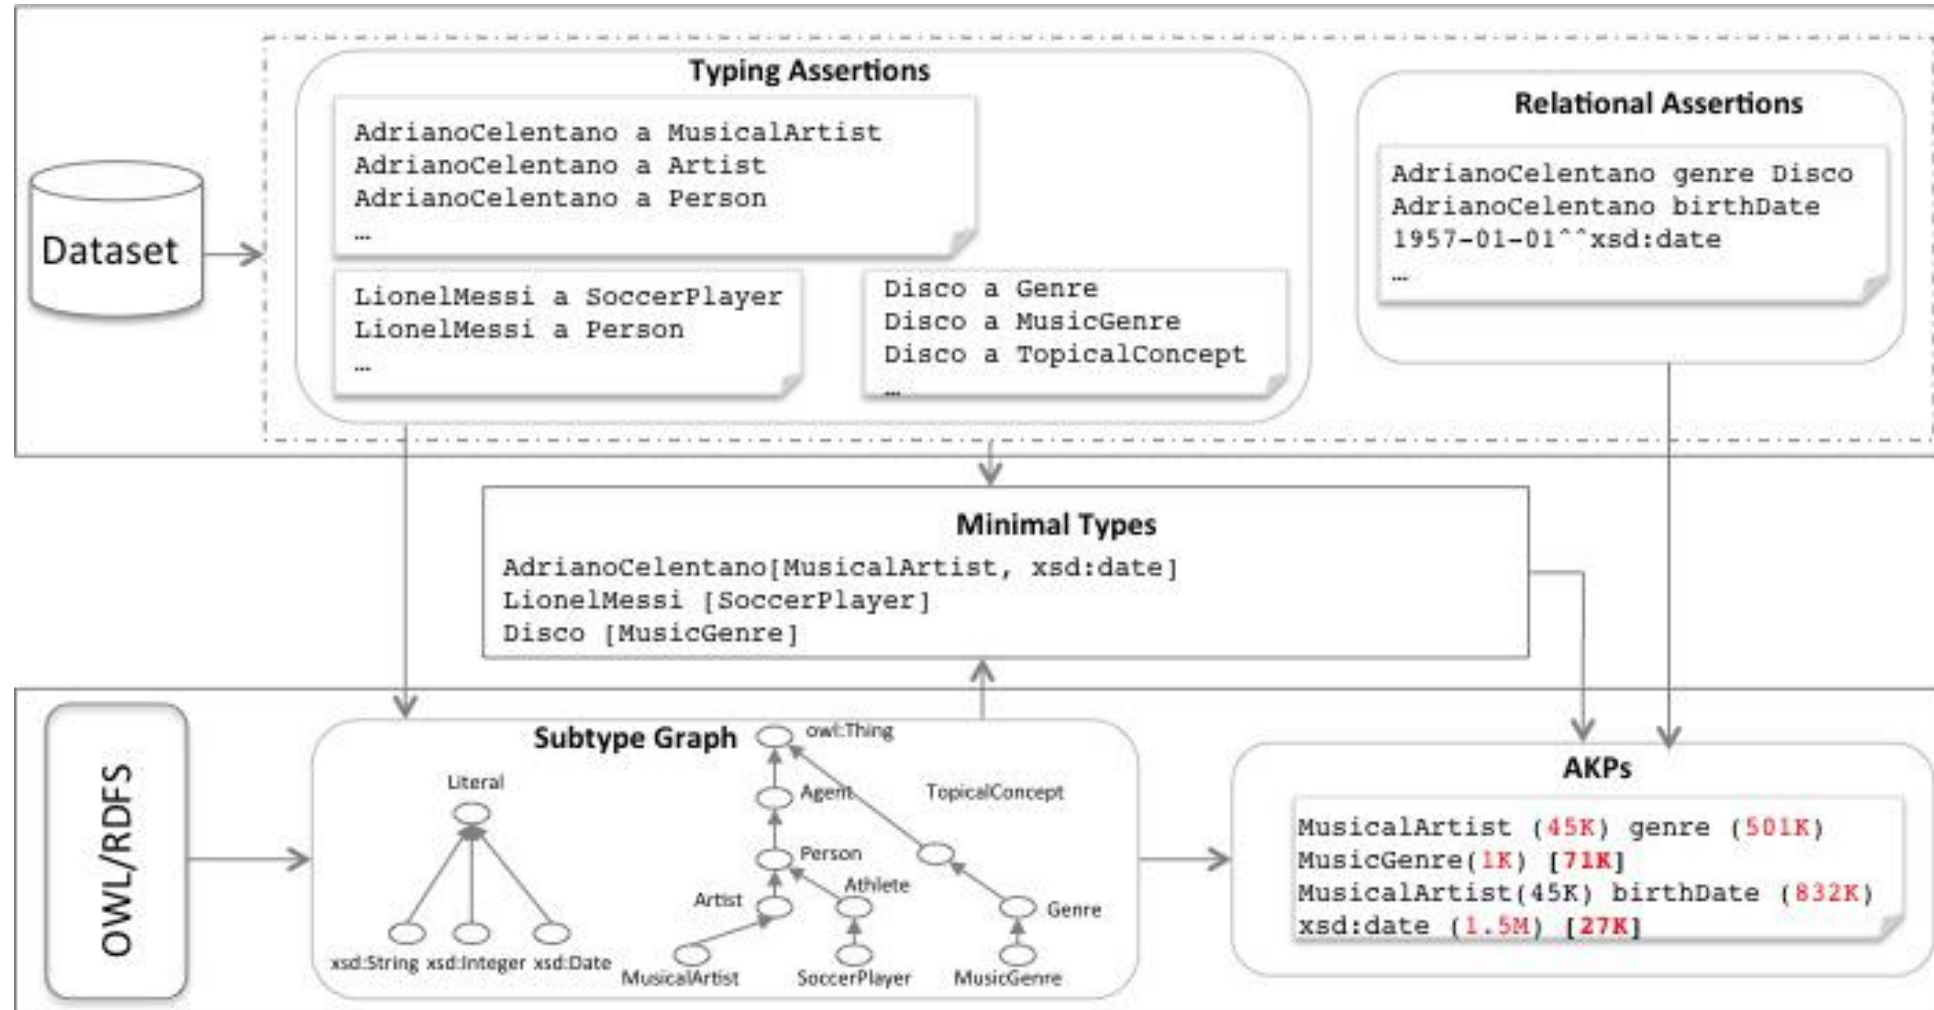 Typing Assertions
AdrianoCelentano a MusicalArtist
AdrianoCelentano a Artist
AdrianoCelentano a Person
…
LionelMessi a SoccerPlayer
LionelMessi a Person
…
Disco a Genre
Disco a MusicGenre
Disco a TopicalConcept
…
Relational Assertions
AdrianoCelentano genre Disco
AdrianoCelentano birthDate
1957-01-01^^xsd:date
…
Dataset
Minimal Types
AdrianoCelentano[MusicalArtist, xsd:date]
LionelMessi [SoccerPlayer]
Disco [MusicGenre]
OWL/RDFS
Subtype Graph
owl:Thing
Literal
Agent
TopicalConcept
Person
Athlete
Artist
Genre
xsd:String xsd:Integer xsd:Date
MusicalArtist
SoccerPlayer
MusicGenre
AKPs
MusicalArtist (45K) genre (501K)
MusicGenre(1K) [71K]
MusicalArtist(45K) birthDate (832K)
xsd:date (1.5M) [27K]